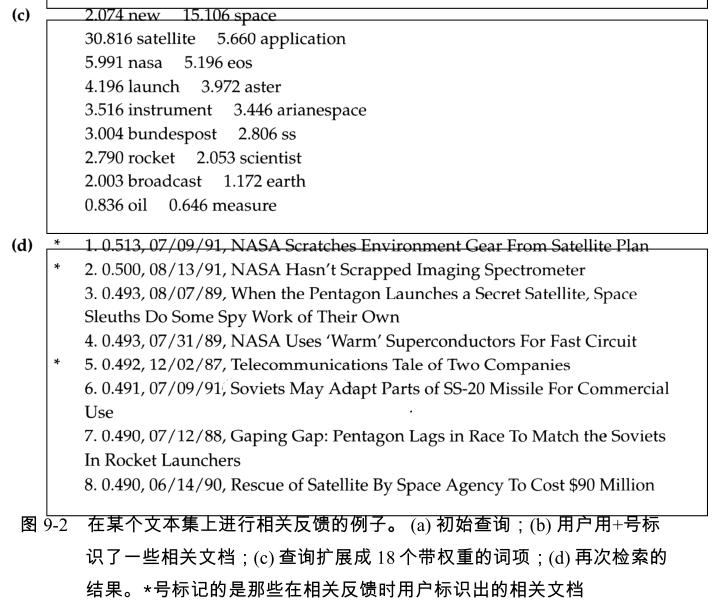 (c) 2.074 new 15.106 space
30.816 satellite 5.660 application
5.991 nasa 5.196 eos
4.196 launch 3.972 aster
3.516 instrument 3.446 arianespace
3.004 bundespost 2.806 ss
2.790 rocket 2.053 scientist
2.003 broadcast 1.172 earth
0.836 oil 0.646 measure
(d) * 1. 0.513, 07/09/91, NASA Scratches Environment Gear From Satellite Plan
* 2. 0.500, 08/13/91, NASA Hasn't Scrapped Imaging Spectrometer
3. 0.493, 08/07/89, When the Pentagon Launches a Secret Satellite, Space
Sleuths Do Some Spy Work of Their Own
4. 0.493, 07/31/89, NASA Uses 'Warm' Superconductors For Fast Circuit
* 5. 0.492, 12/02/87, Telecommunications Tale of Two Companies
6. 0.491, 07/09/91, Soviets May Adapt Parts of SS-20 Missile For Commercial
Use
7. 0.490, 07/12/88, Gaping Gap: Pentagon Lags in Race To Match the Soviets
In Rocket Launchers
8. 0.490, 06/14/90, Rescue of Satellite By Space Agency To Cost $90 Million
图 9-2 在某个文本集上进行相关反馈的例子。(a) 初始查询；(b) 用户用+号标
识了一些相关文档；(c) 查询扩展成 18 个带权重的词项；(d) 再次检索的
结果。*号标记的是那些在相关反馈时用户标识出的相关文档